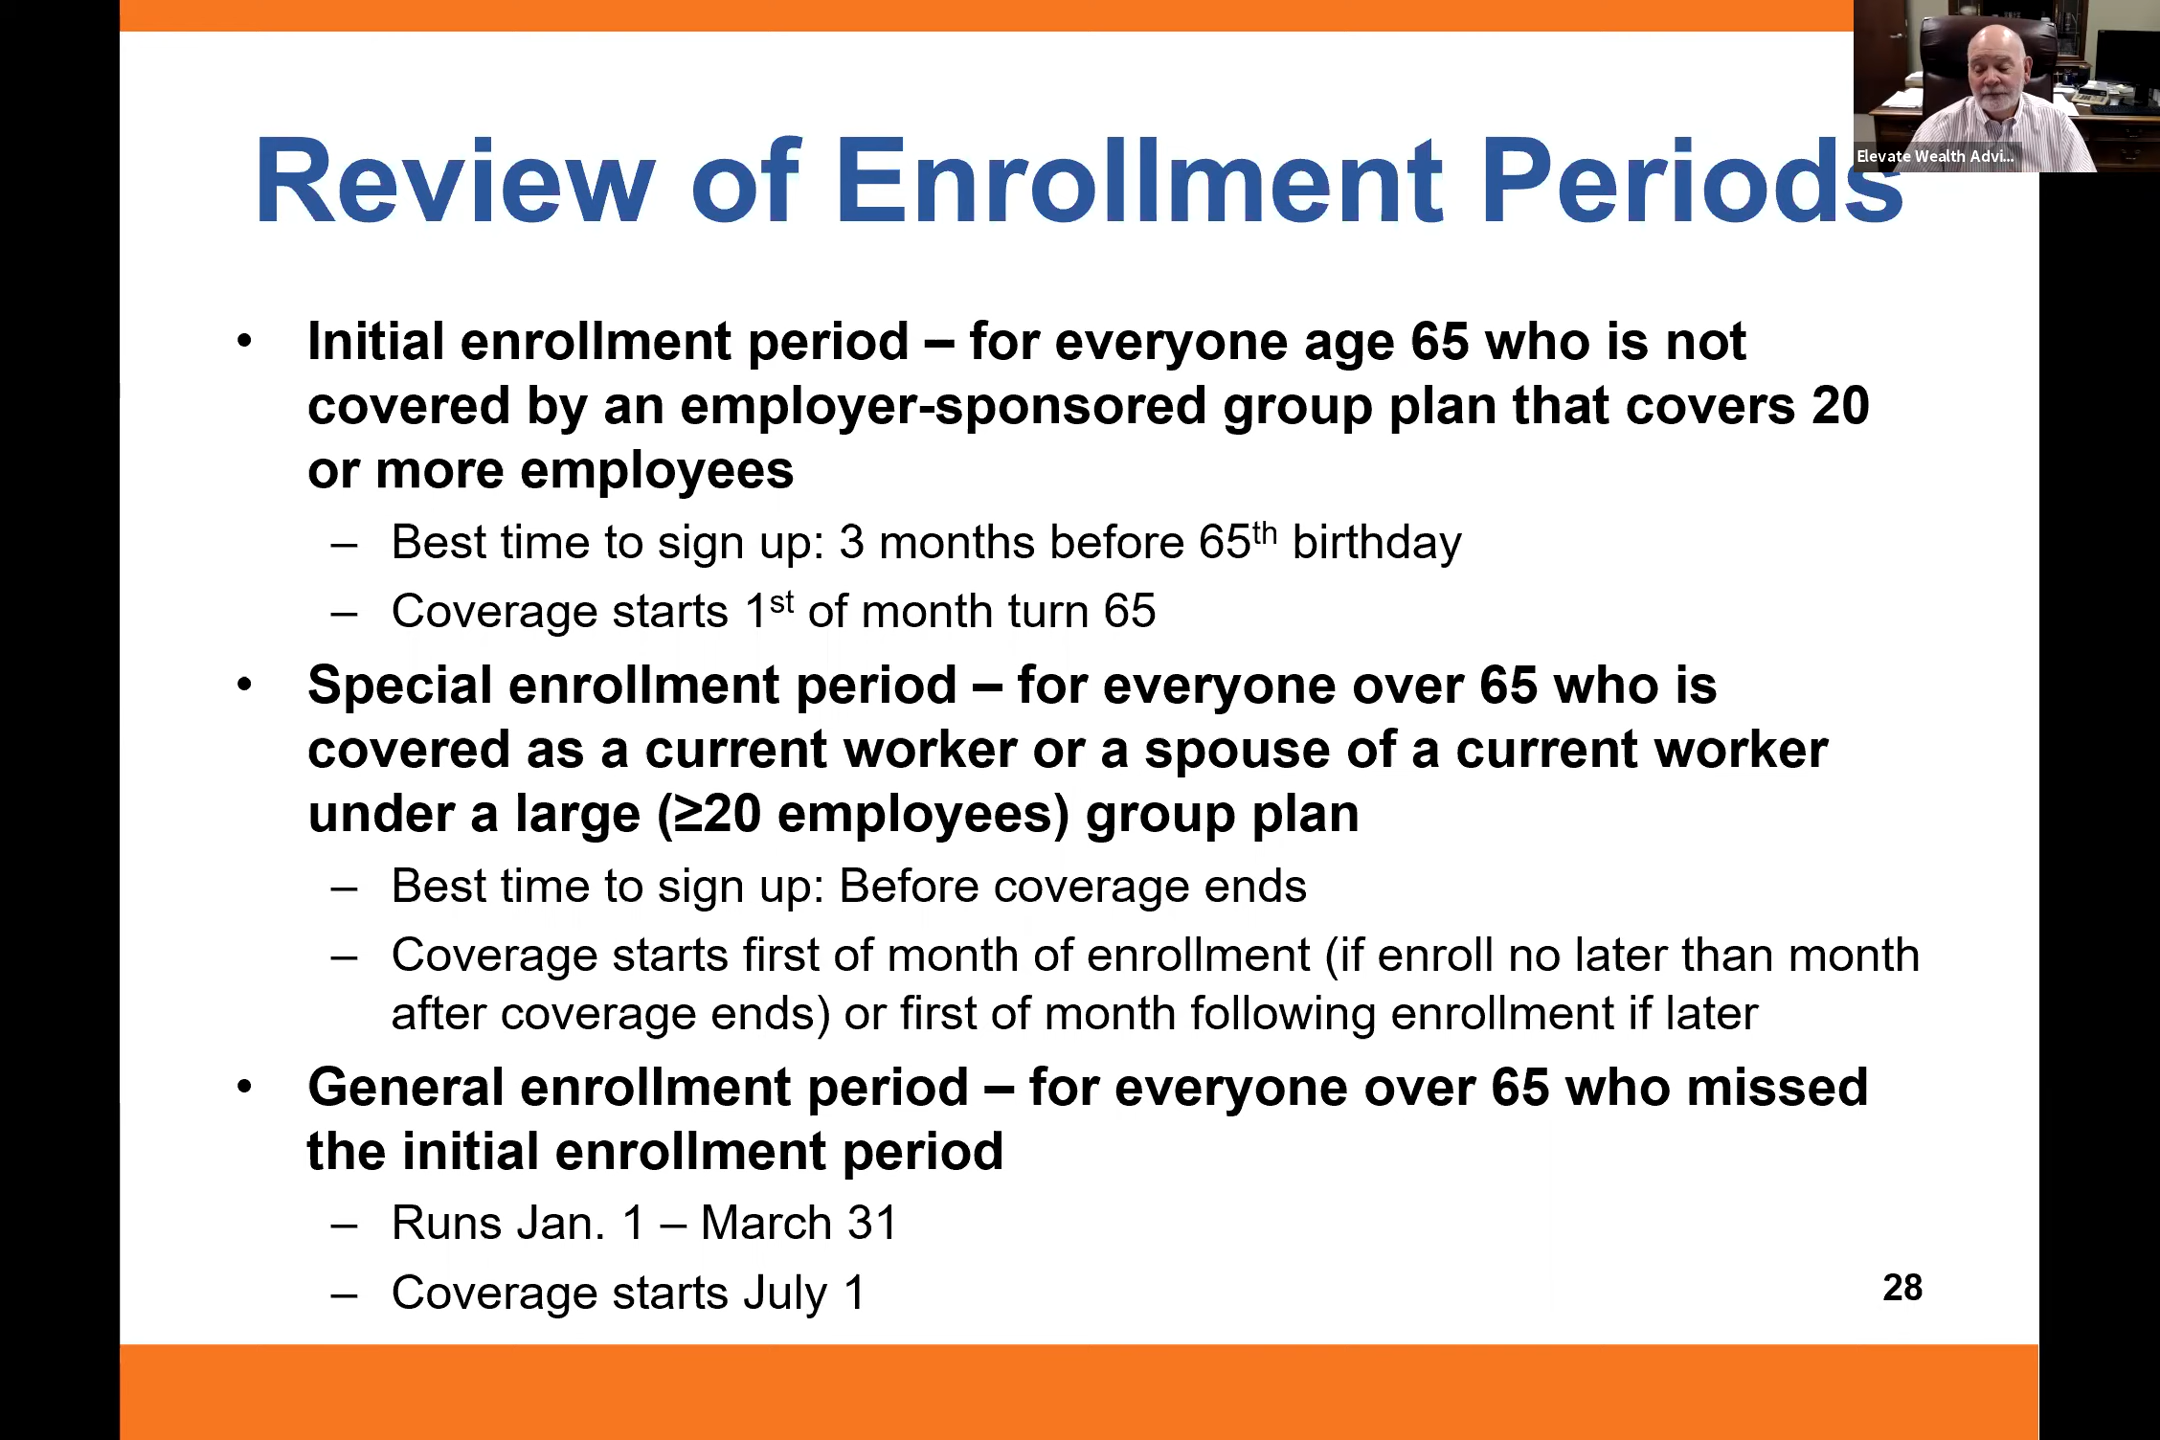 Elevate Wealth Advi...
Review of Enrollment Periods
• Initial enrollment period – for everyone age 65 who is not
covered by an employer-sponsored group plan that covers 20
or more employees
– Best time to sign up: 3 months before 65th birthday
– Coverage starts 1st of month turn 65
• Special enrollment period – for everyone over 65 who is
covered as a current worker or a spouse of a current worker
under a large (≥20 employees) group plan
– Best time to sign up: Before coverage ends
– Coverage starts first of month of enrollment (if enroll no later than month
after coverage ends) or first of month following enrollment if later
• General enrollment period – for everyone over 65 who missed
the initial enrollment period
– Runs Jan. 1 – March 31
– Coverage starts July 1
28